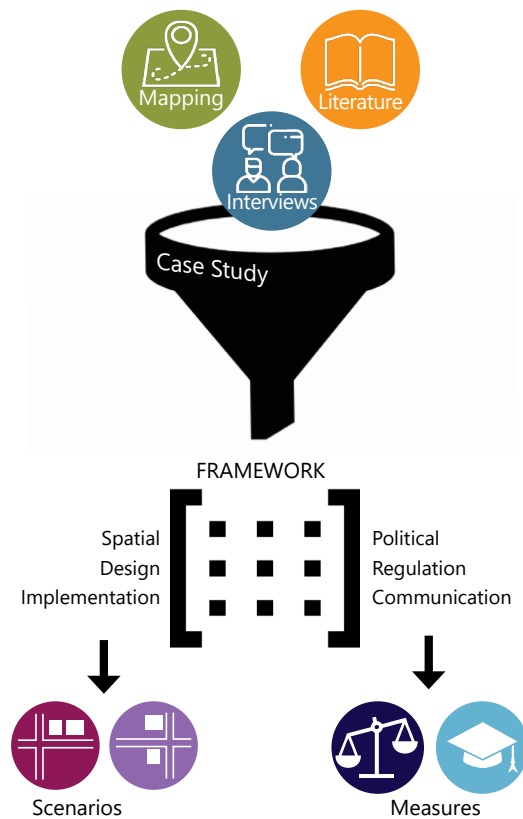 Mapping
Literature
Interviews
Case Study
FRAMEWORK
Spatial
Design
Implementation
Political
Regulation
Communication
Scenarios
Measures